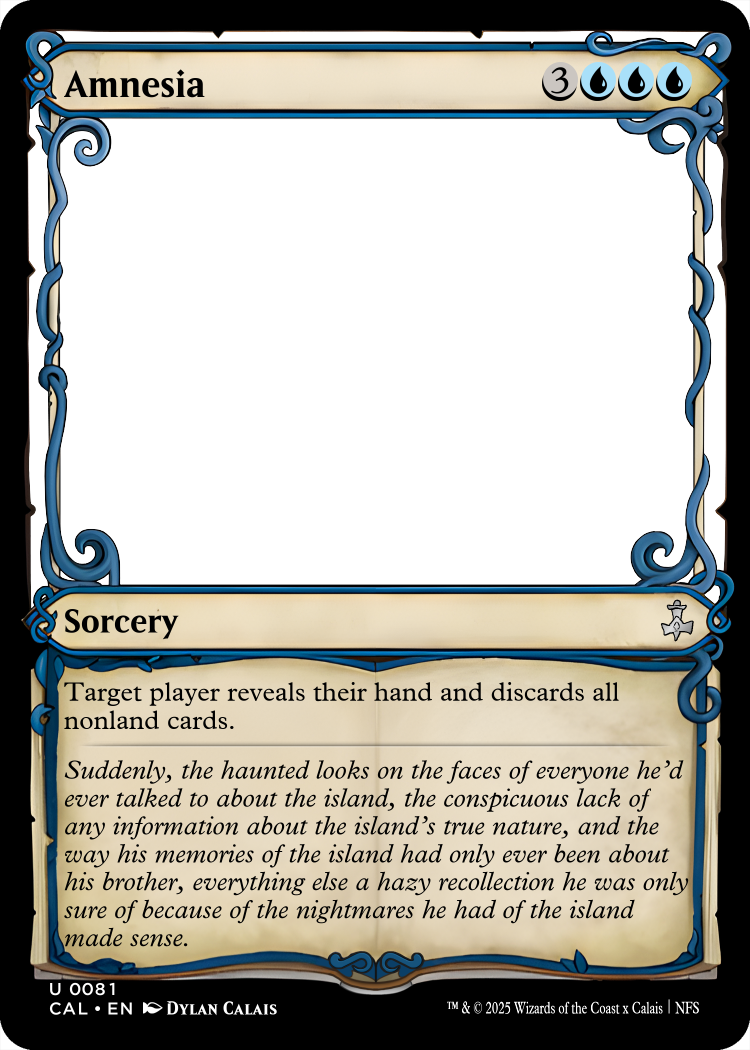 Amnesia 3
Sorcery
Target player reveals their hand and discards all
nonland cards.
Suddenly, the haunted looks on the faces of everyone he’d
ever talked to about the island, the conspicuous lack of
any information about the island’s true nature, and the
way his memories of the island had only ever been about
his brother, everything else a hazy recollection he was only
sure of because of the nightmares he had of the island
made sense.
U 0081
CAL • EN DYLAN CALAIS
™ & © 2025 Wizards of the Coast x Calais | NFS